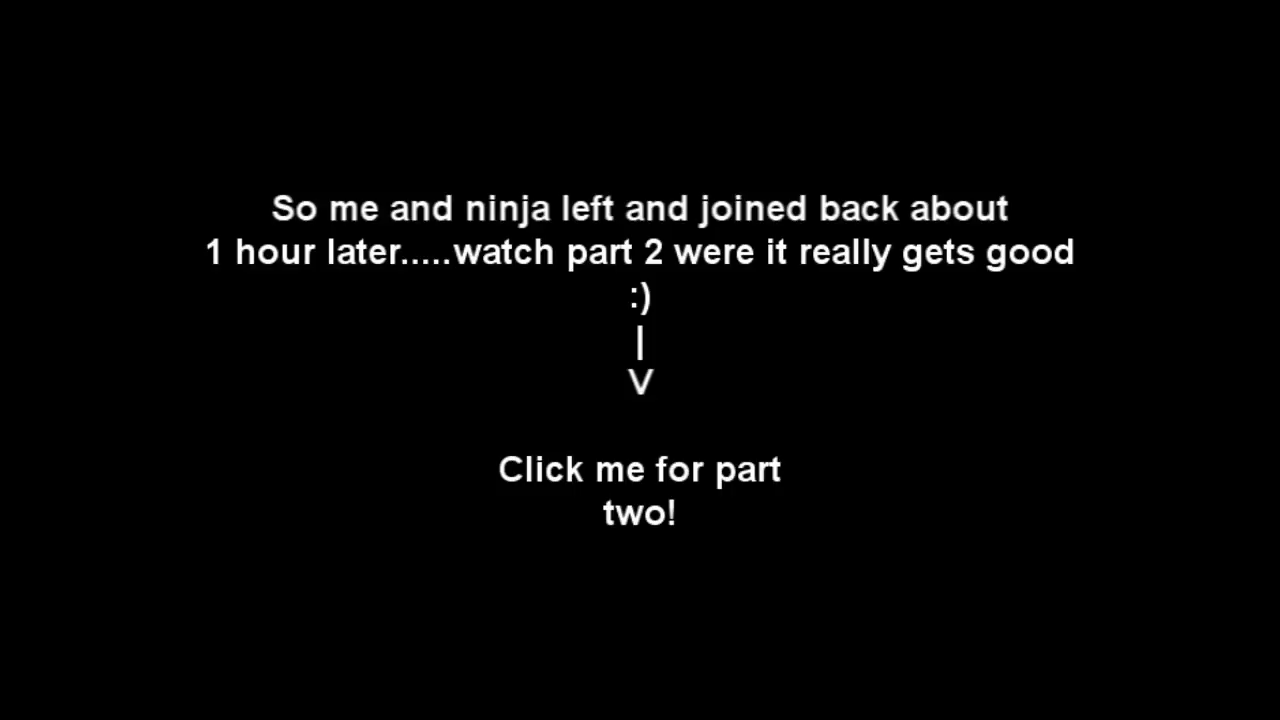 So me and ninja left and joined back about
1 hour later.....watch part 2 were it really gets good
:)
|
V
Click me for part
two!